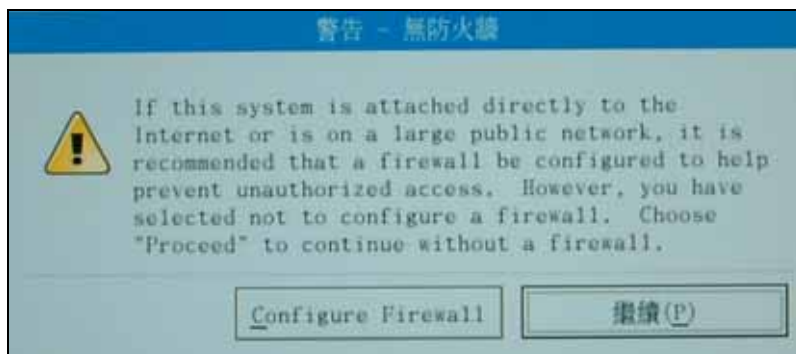 警告 - 無防火牆
If this system is attached directly to the
Internet or is on a large public network, it is
recommended that a firewall be configured to help
prevent unauthorized access.  However, you have
selected not to configure a firewall.  Choose
"Proceed" to continue without a firewall.
Configure Firewall
繼續(P)